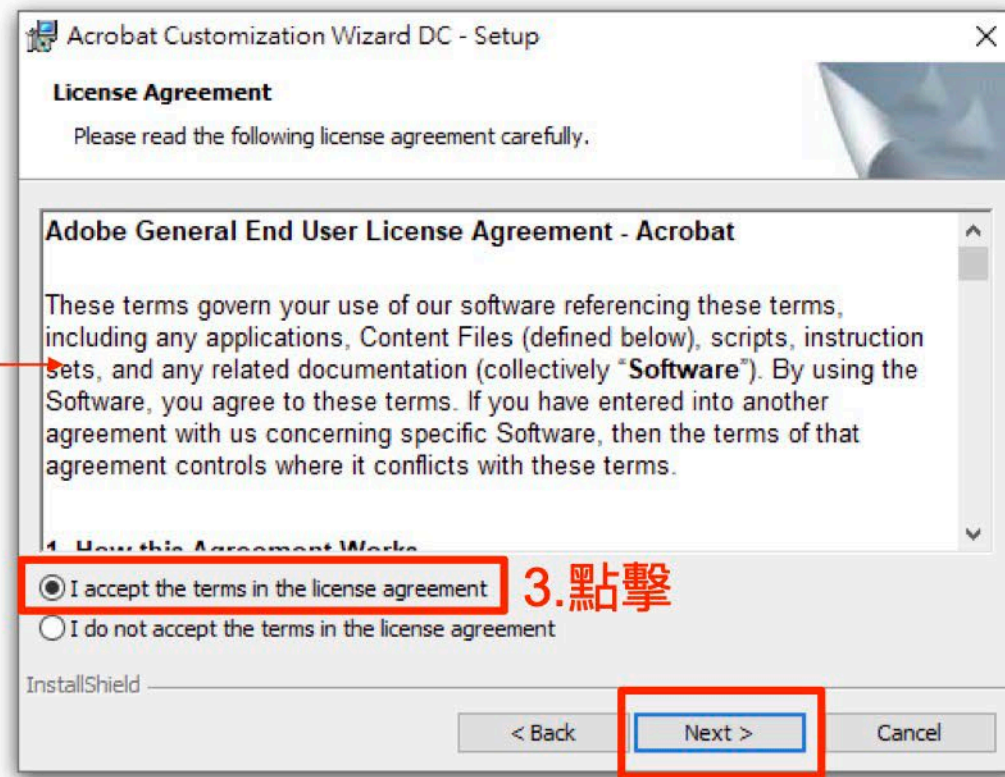 Acrobat Customization Wizard DC - Setup
License Agreement
Please read the following license agreement carefully.
Adobe General End User License Agreement - Acrobat
These terms govern your use of our software referencing these terms,
including any applications, Content Files (defined below), scripts, instruction
sets, and any related documentation (collectively “Software”). By using the
Software, you agree to these terms. If you have entered into another
agreement with us concerning specific Software, then the terms of that
agreement controls where it conflicts with these terms.
1. How this Agreement Works
I accept the terms in the license agreement
3.點擊
I do not accept the terms in the license agreement
InstallShield
< Back
Next >
Cancel